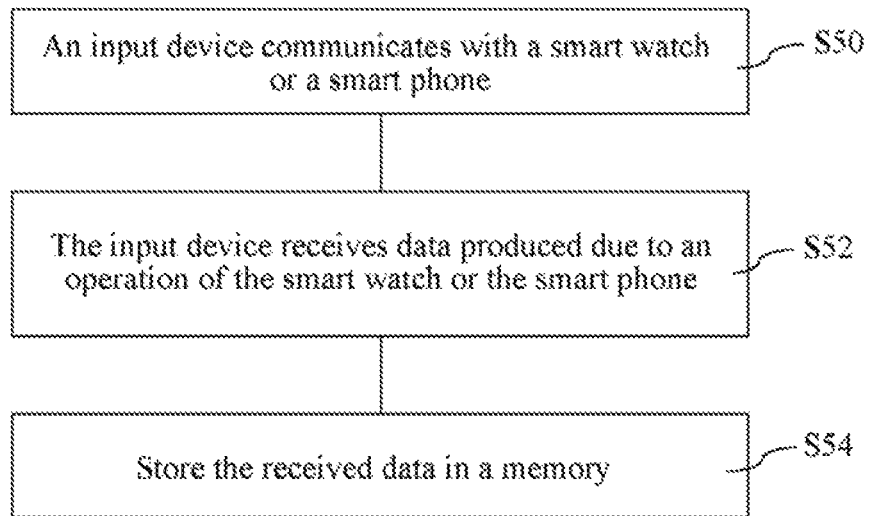 An input device communicates with a smart watch
or a smart phone
S50
The input device receives data produced due to an
operation of the smart watch or the smart phone
S52
Store the received data in a memory
S54